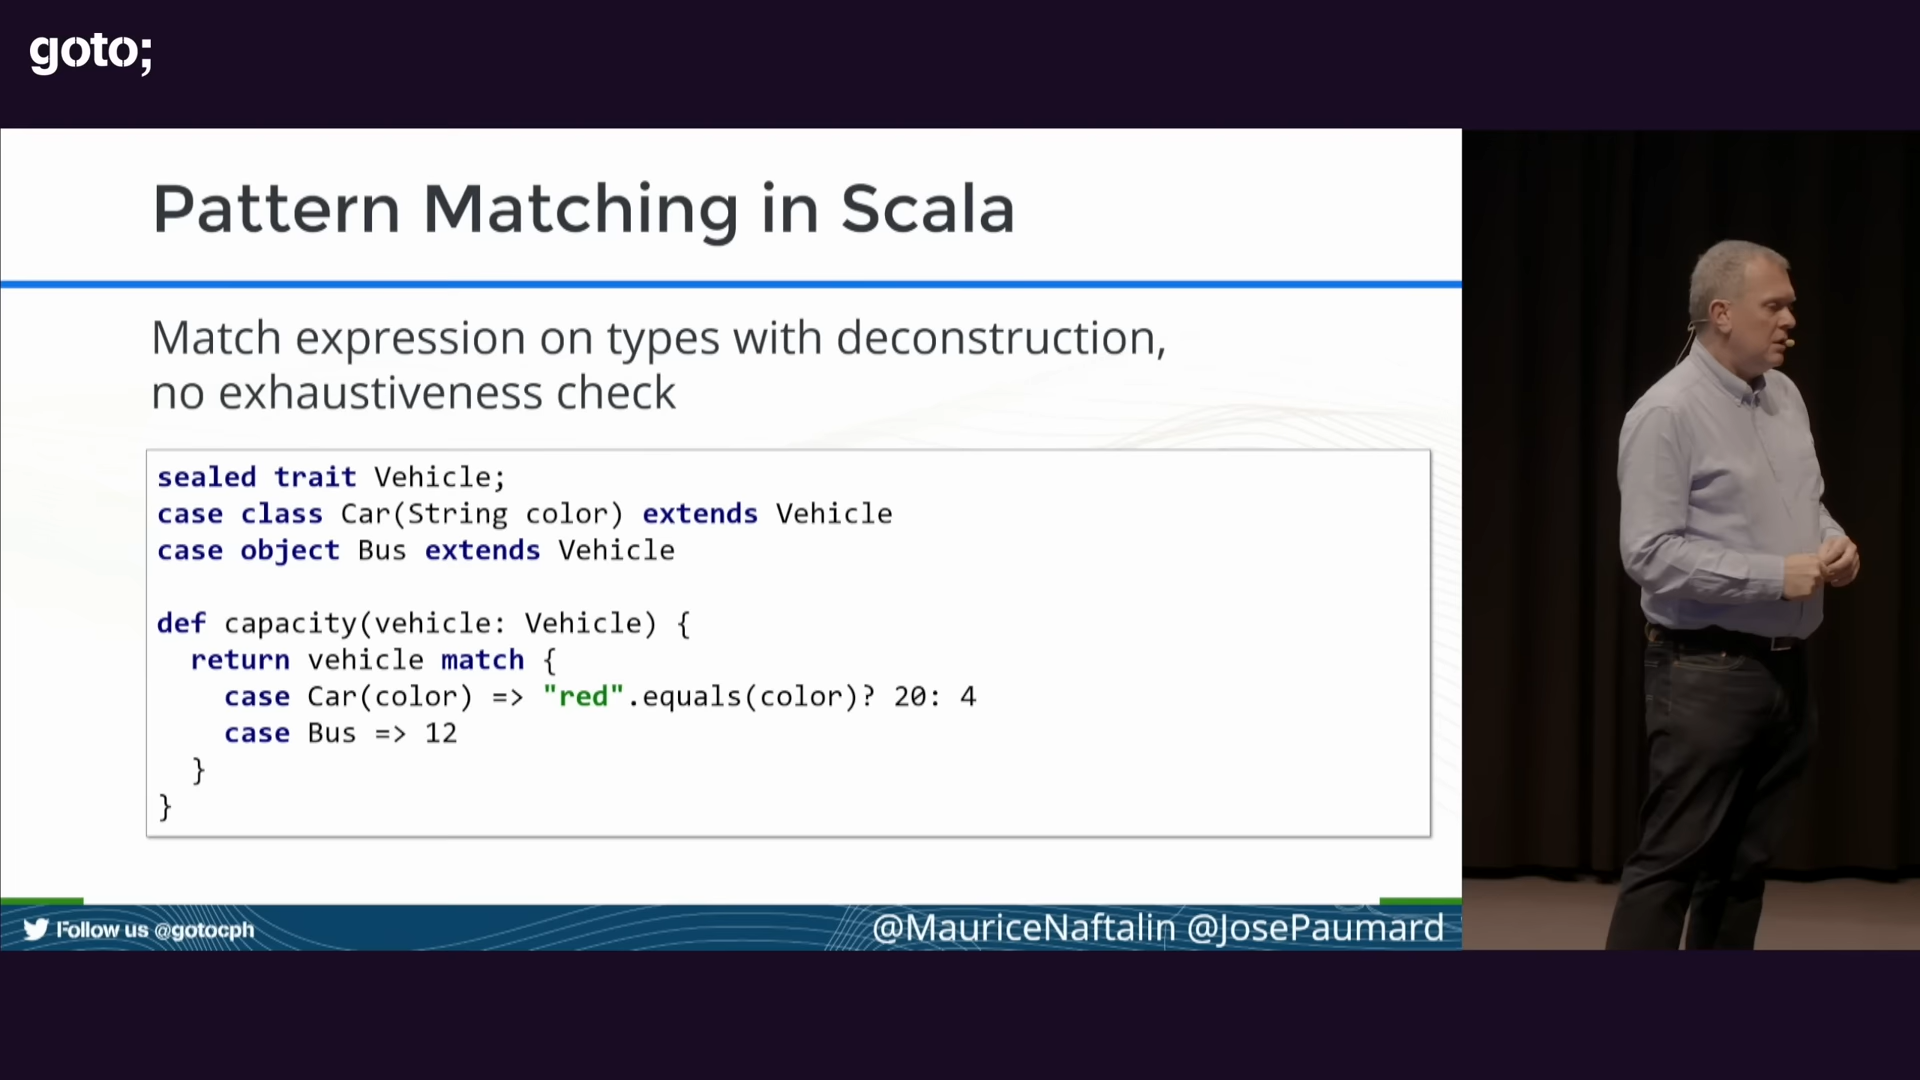 goto;
Pattern Matching in Scala
Match expression on types with deconstruction,
no exhaustiveness check
sealed trait Vehicle;
case class Car(String color) extends Vehicle
case object Bus extends Vehicle
def capacity(vehicle: Vehicle) {
return vehicle match {
case Car(color) => "red".equals(color)? 20: 4
case Bus => 12
}
}
Follow us @gotocph
@MauriceNaftalin @JosePaumard